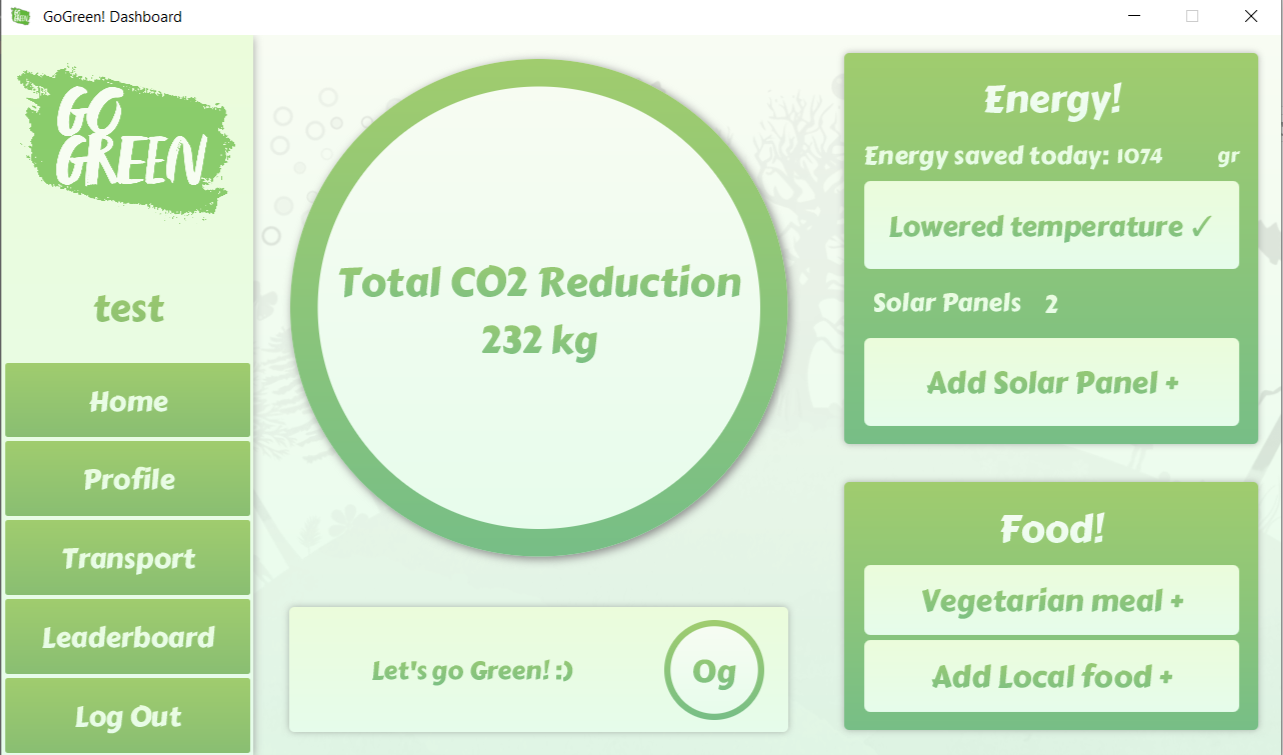 GoGreen! Dashboard
GO
GREEN
test
Home
Profile
Transport
Leaderboard
Log Out
Total CO2 Reduction
232 kg
Let's go Green! :)
0g
Energy!
Energy saved today: 1074 gr
Lowered temperature ✓
Solar Panels 2
Add Solar Panel +
Food!
Vegetarian meal +
Add Local food +